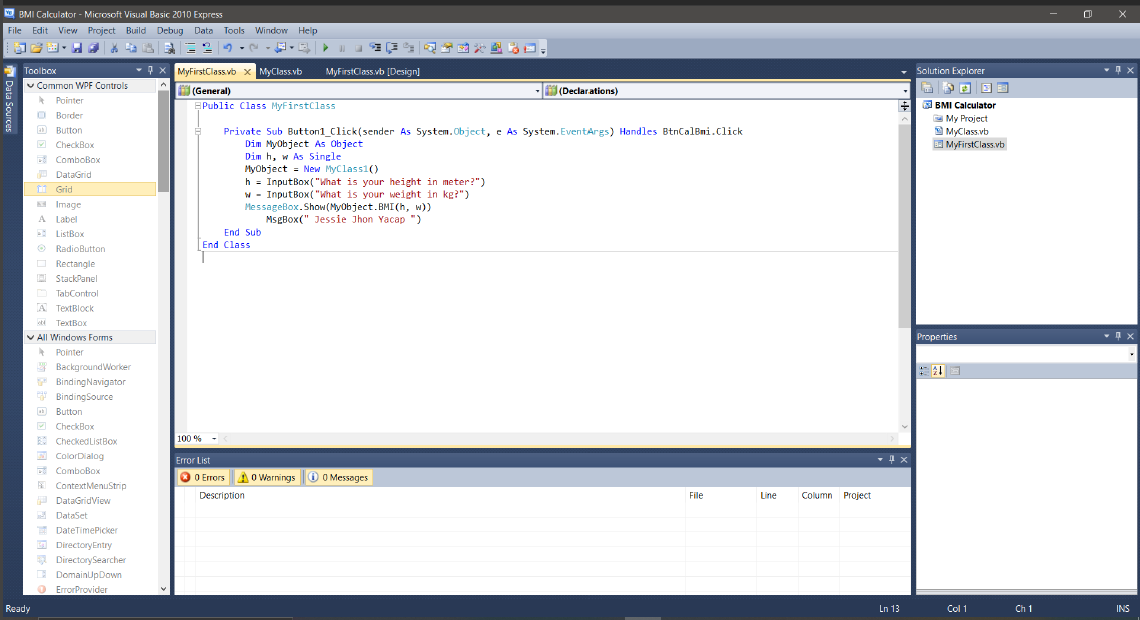 BMI Calculator - Microsoft Visual Basic 2010 Express
File Edit View Project Build Debug Data Tools Window Help
Data Sources
Toolbox
Common WPF Controls
Pointer
Border
Button
CheckBox
ComboBox
DataGrid
Grid
Image
Label
ListBox
RadioButton
Rectangle
StackPanel
TabControl
TextBlock
TextBox
All Windows Forms
Pointer
BackgroundWorker
BindingNavigator
BindingSource
Button
CheckBox
CheckedListBox
ColorDialog
ComboBox
ContextMenuStrip
DataGridView
DataSet
DateTimePicker
DirectoryEntry
DirectorySearcher
DomainUpDown
ErrorProvider
MyFirstClass.vb MyClass.vb MyFirstClass.vb [Design]
(General) (Declarations)
Public Class MyFirstClass
Private Sub Button1_Click(sender As System.Object, e As System.EventArgs) Handles BtnCalBmi.Click
Dim MyObject As Object
Dim h, w As Single
MyObject = New MyClass1()
h = InputBox("What is your height in meter?")
w = InputBox("What is your weight in kg?")
MessageBox.Show(MyObject.BMI(h, w))
MsgBox(" Jessie Jhon Yacap ")
End Sub
End Class
100 %
Error List
0 Errors 0 Warnings 0 Messages
Description File Line Column Project
Solution Explorer
BMI Calculator
My Project
MyClass.vb
MyFirstClass.vb
Properties
Ready Ln 13 Col 1 Ch 1 INS